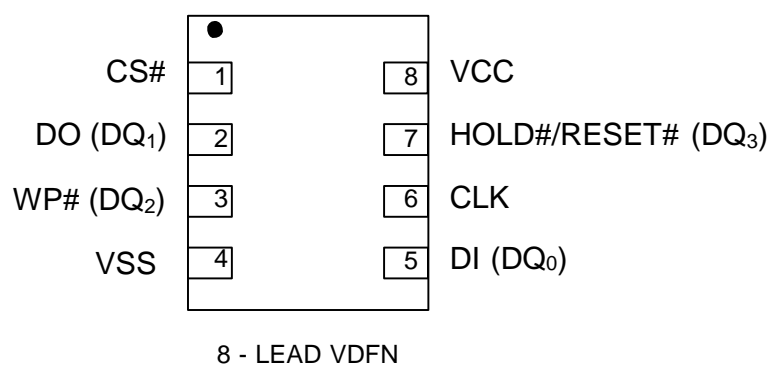 CS# 1 8 VCC
DO (DQ₁) 2 7 HOLD#/RESET# (DQ₃)
WP# (DQ₂) 3 6 CLK
VSS 4 5 DI (DQ₀)
8 - LEAD VDFN